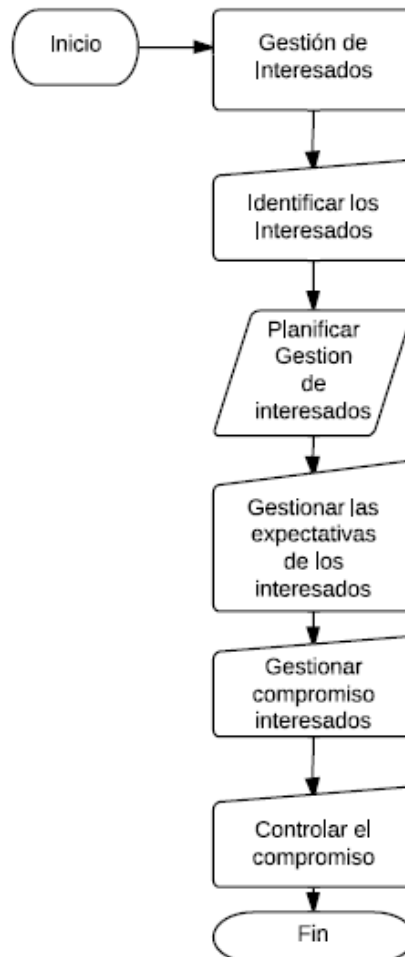 Inicio
Gestión de
Interesados
Identificar los
Interesados
Planificar
Gestion
de
interesados
Gestionar las
expectativas
de los
interesados
Gestionar
compromiso
interesados
Controlar el
compromiso
Fin